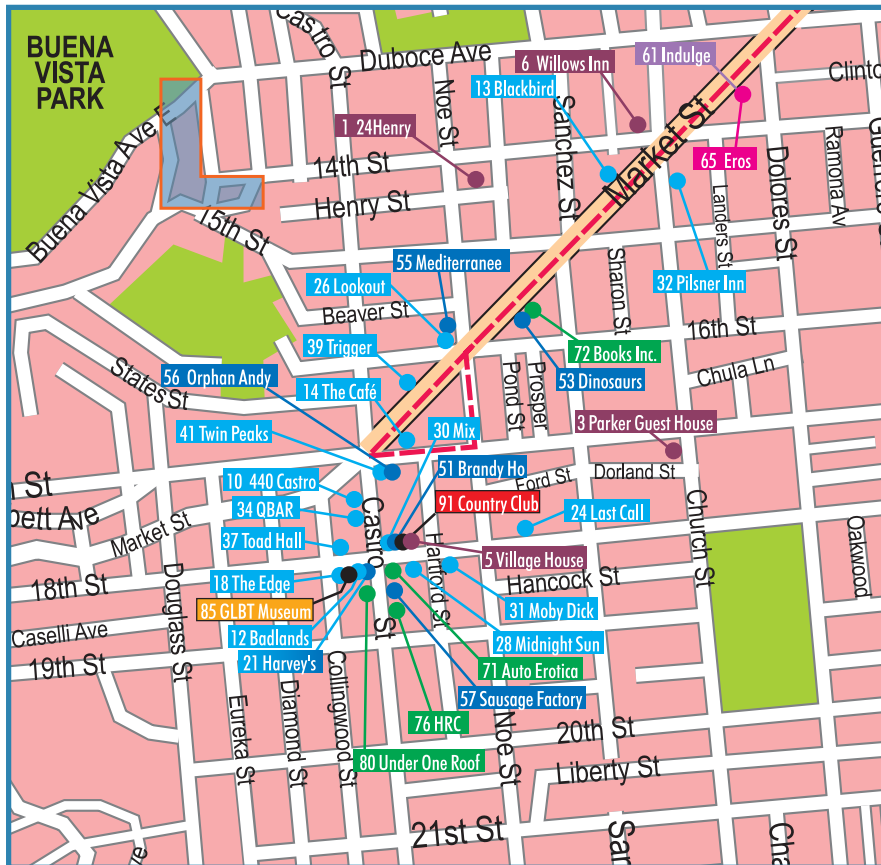 BUENA
VISTA
PARK
Castro
St
Duboce Ave
Noe St
6 Willows Inn
61 Indulge
13 Blackbird
Clinto
Sanchez St
Market St
1 24Henry
65 Eros
Buena Vista Ave E
14th St
Henry St
15th St
Landers St
Dolores St
Ramona Av
Guerrero St
55 Mediterranee
26 Lookout
Beaver St
Sharon St
32 Pilsner Inn
39 Trigger
16th St
72 Books Inc.
56 Orphan Andy
States St
14 The Café
Pond St
Prosper
53 Dinosaurs
Chula Ln
41 Twin Peaks
30 Mix
3 Parker Guest House
51 Brandy Ho
Ford St
Dorland St
10 440 Castro
n St
bett Ave
Market St
34 QBAR
Castro
St
91 Country Club
24 Last Call
Church St
Oakwood
37 Toad Hall
Hartford St
5 Village House
18th St
18 The Edge
Hancock St
85 GLBT Museum
31 Moby Dick
Caselli Ave
Douglass St
12 Badlands
28 Midnight Sun
19th St
21 Harvey's
71 Auto Erotica
57 Sausage Factory
Eureka St
Diamond St
Collingwood St
76 HRC
Noe St
20th St
80 Under One Roof
Liberty St
21st St
San
Cha